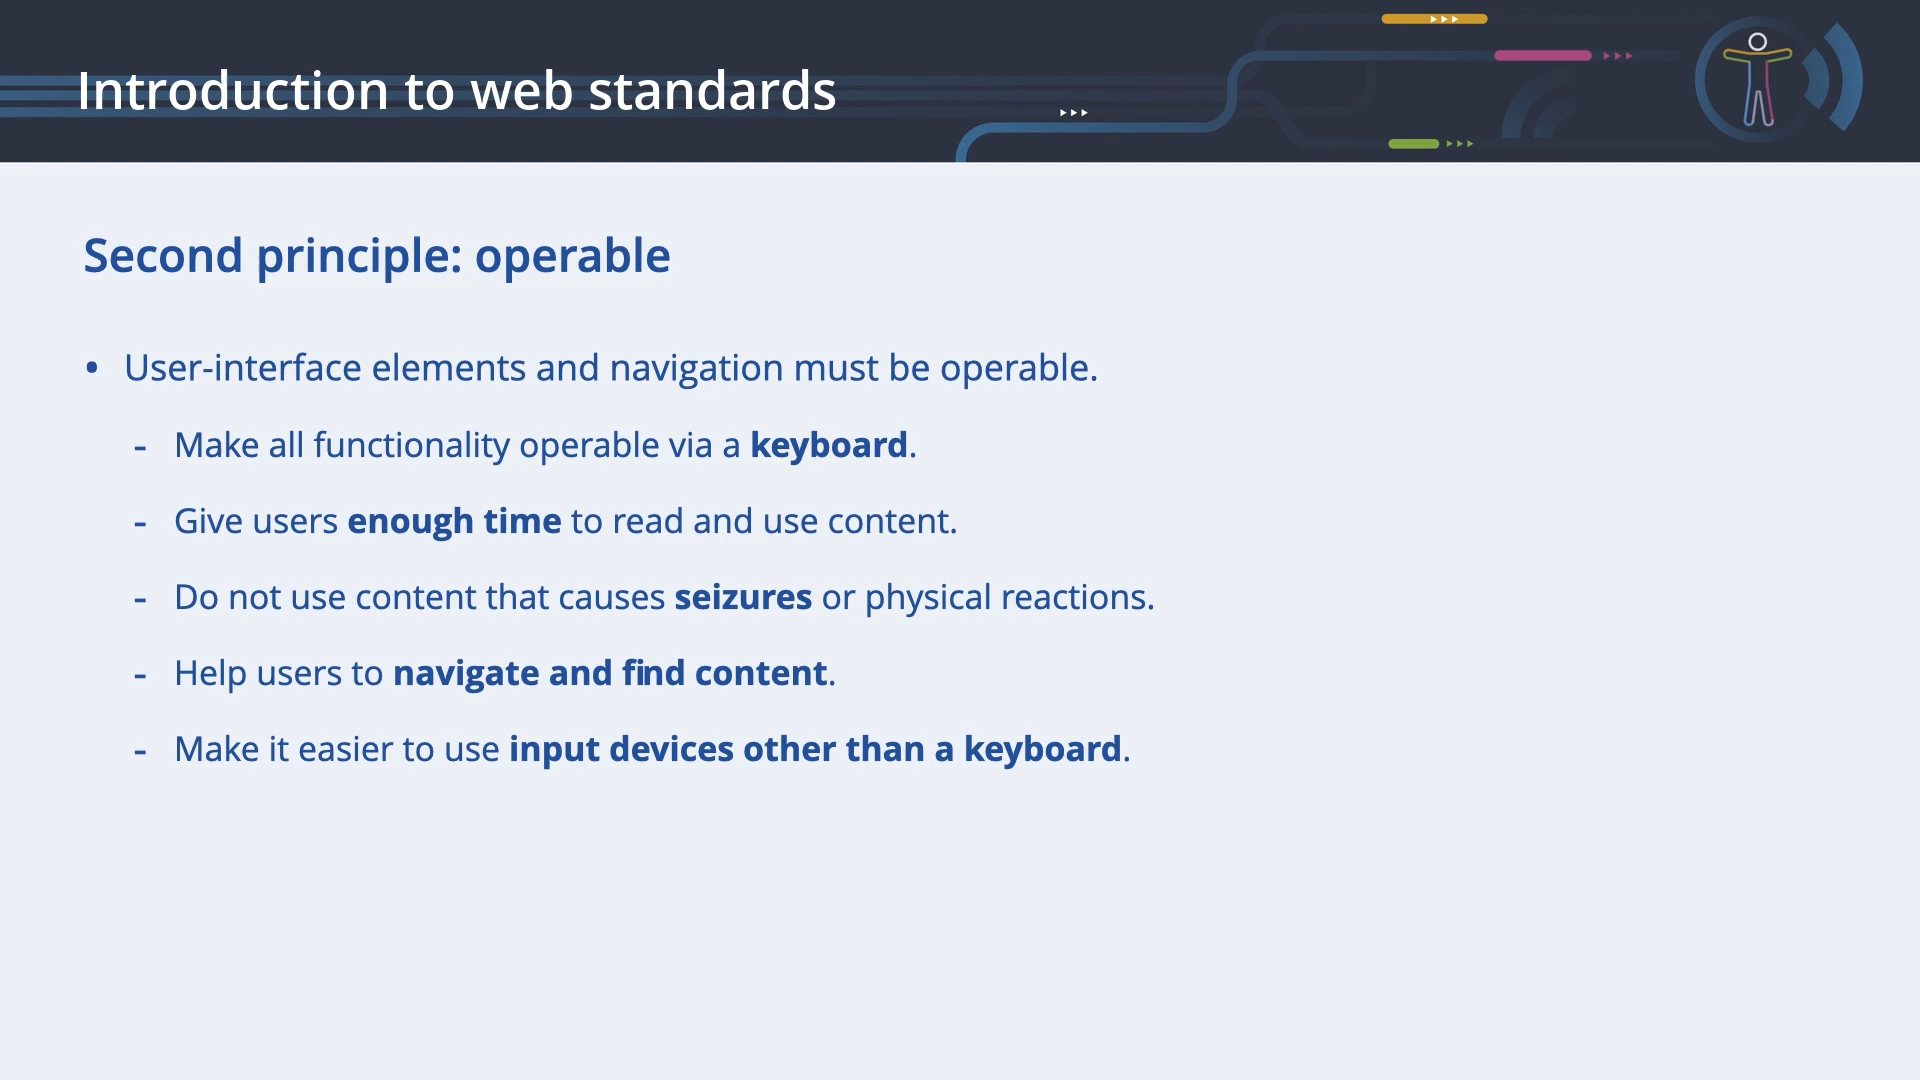 Introduction to web standards
Second principle: operable
• User-interface elements and navigation must be operable.
- Make all functionality operable via a keyboard.
- Give users enough time to read and use content.
- Do not use content that causes seizures or physical reactions.
- Help users to navigate and find content.
- Make it easier to use input devices other than a keyboard.